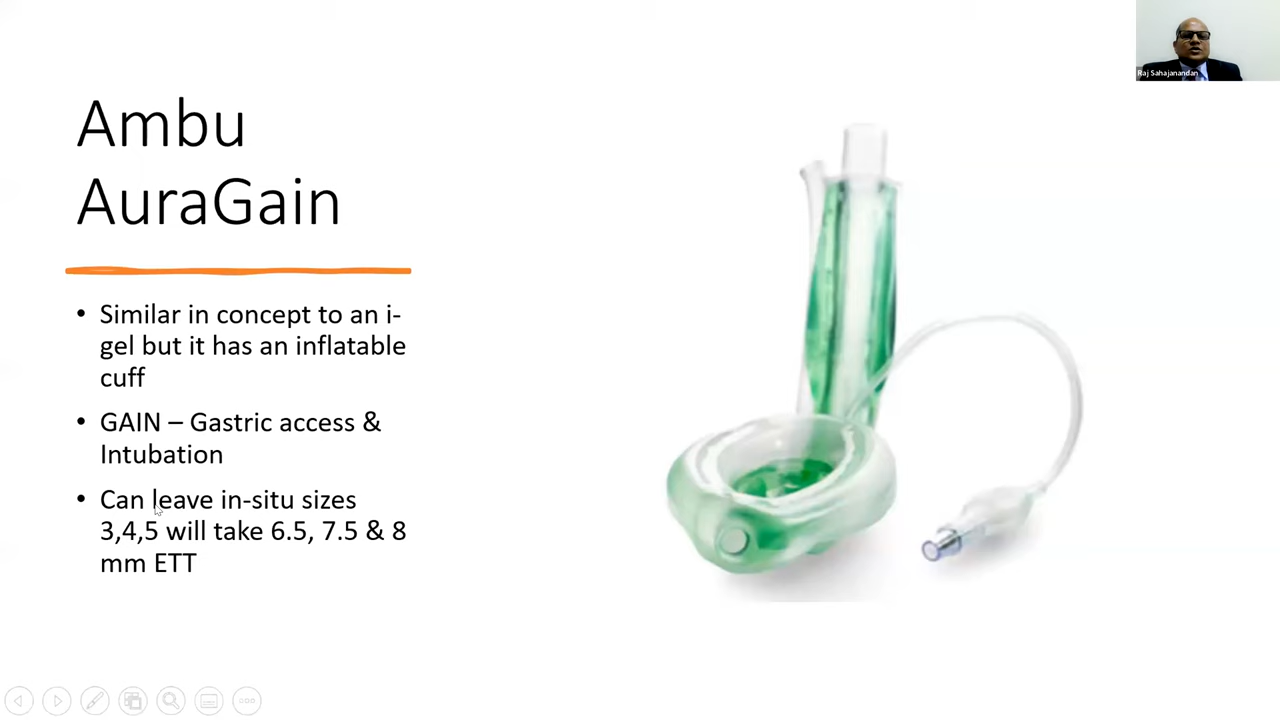 Raj Sahajanandan
Ambu
AuraGain
• Similar in concept to an i-
gel but it has an inflatable
cuff
• GAIN – Gastric access &
Intubation
• Can leave in-situ sizes
3,4,5 will take 6.5, 7.5 & 8
mm ETT